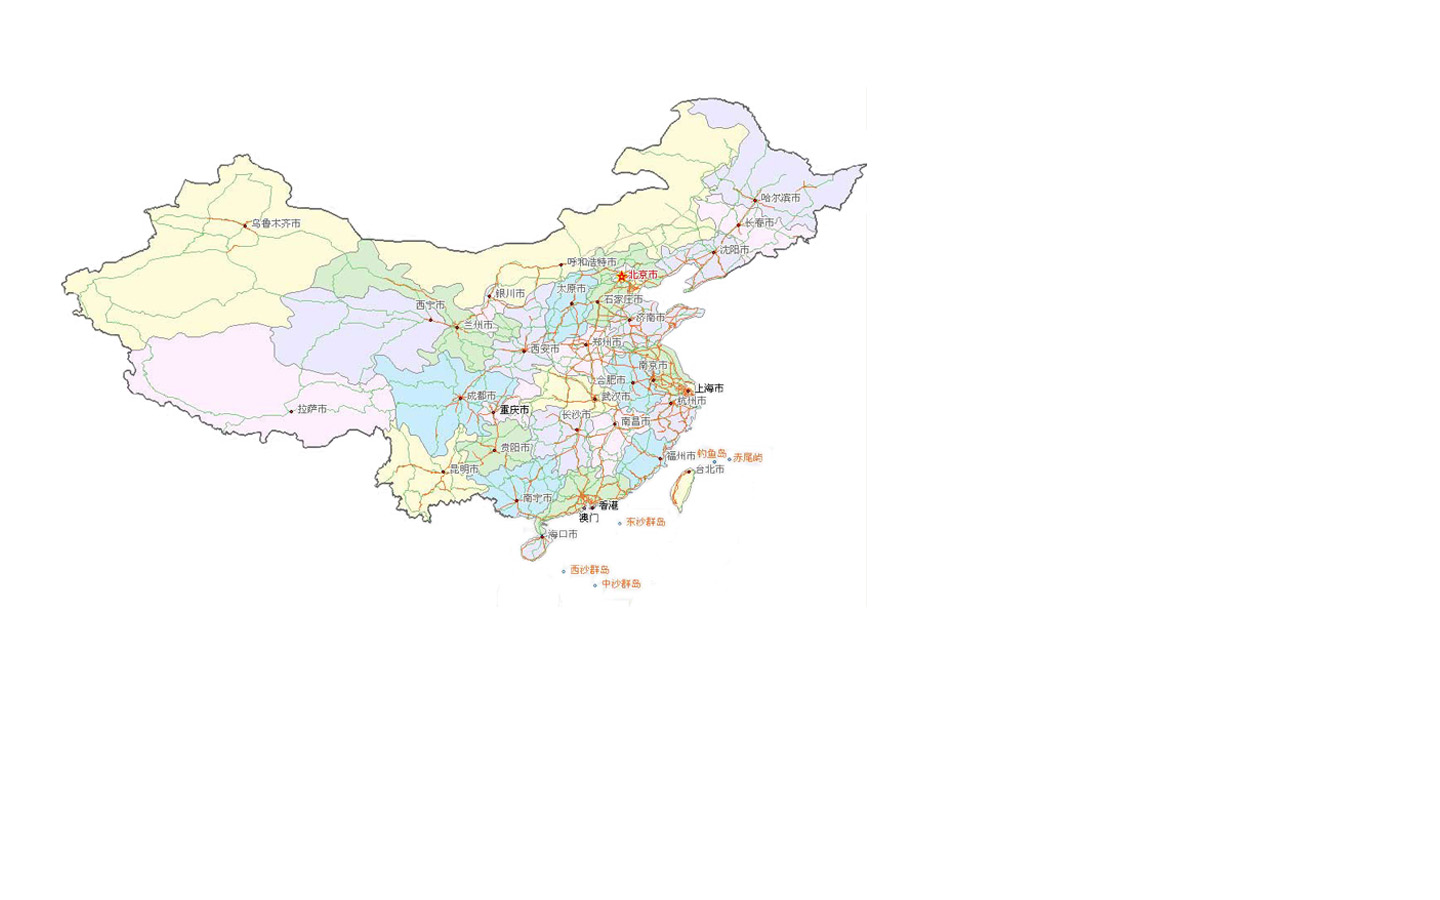 哈尔滨市
乌鲁木齐市
长春市
沈阳市
呼和浩特市
北京市
太原市
银川市
石家庄市
西宁市
济南市
兰州市
郑州市
西安市
南京市
合肥市
上海市
成都市
武汉市
杭州市
拉萨市
重庆市
长沙市
南昌市
贵阳市
福州市
钓鱼岛
赤尾屿
昆明市
台北市
南宁市
香港
澳门
东沙群岛
海口市
西沙群岛
中沙群岛